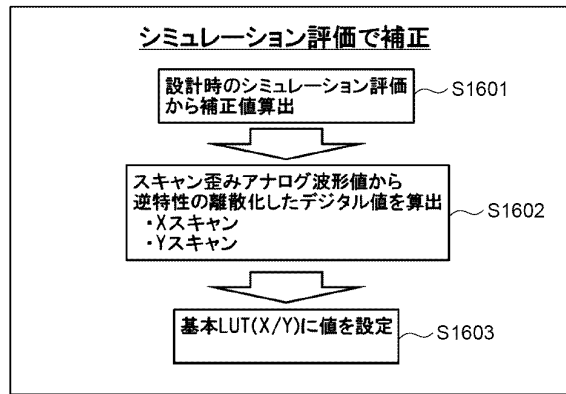 シミュレーション評価で補正
設計時のシミュレーション評価
から補正値算出
S1601
スキャン歪みアナログ波形値から
逆特性の離散化したデジタル値を算出
・Xスキャン
・Yスキャン
S1602
基本LUT(X/Y)に値を設定
S1603